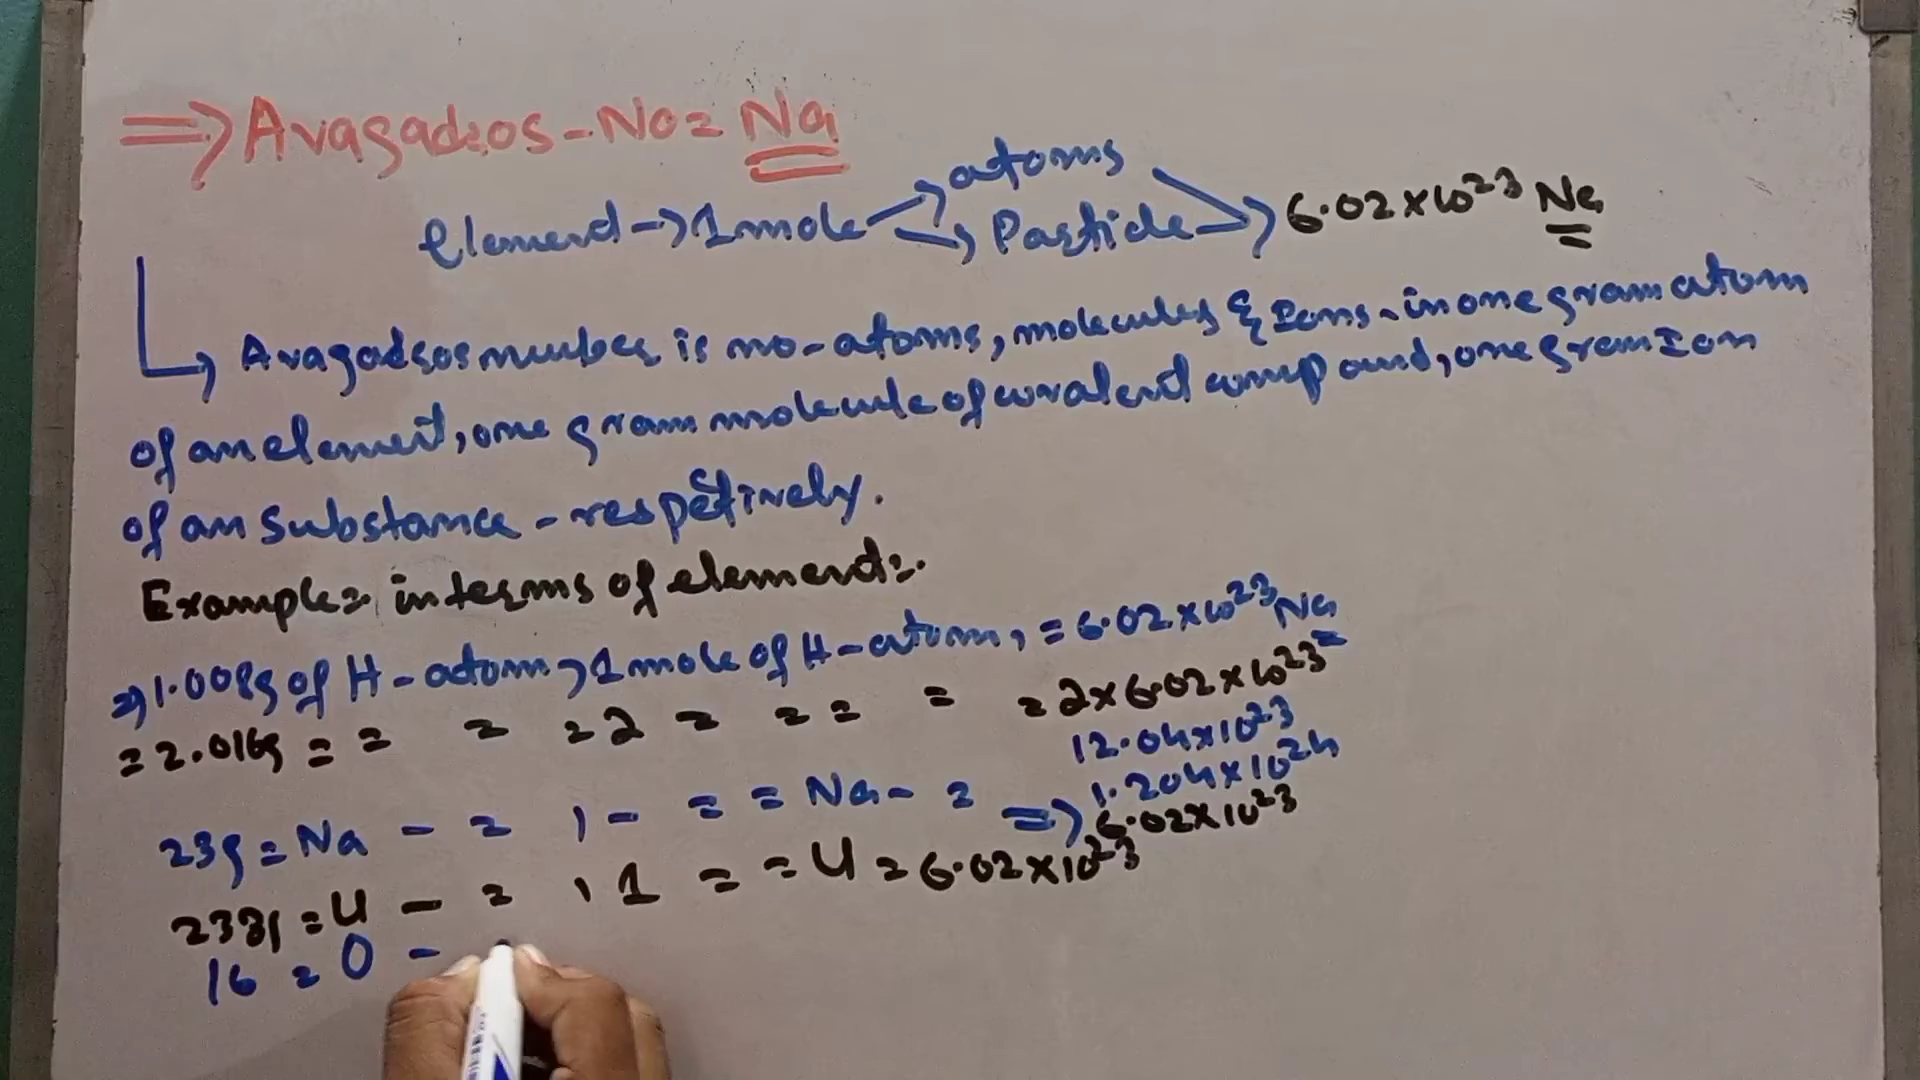 ⇒ Avagadros - No = Na
element → 1 mole → atoms → Particle → 6.02×10²³ Na
→ Avagadros number is no - atoms, molecules & Ions - in one gram atom
of an element, one gram molecule of covalent compound, one gram Ion
of an substance - respetively.
Example = in terms of element :-
⇒ 1.008g of H - atom, 1 mole of H - atom, = 6.02×10²³ Na
= 2.016g = = = = 2 = = = = = 2×6.02×10²³
12.04×10²³
1.204×10²⁴
23g = Na - = , - = = Na - = ⇒ 6.02×10²³
238g = U - = , 1 = = U = 6.02×10²³
16 = O -